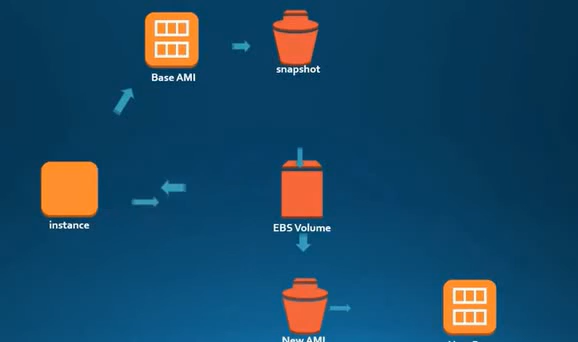 Base AMI
snapshot
instance
EBS Volume
New AMI